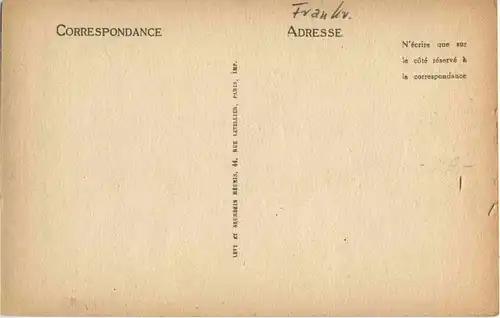 Frankr.
CORRESPONDANCE
ADRESSE
N'écrire que sur
le côté réservé à
la correspondance
LEVY ET NEURDEIN RÉUNIS, 44, RUE LETELLIER, PARIS, IMP.